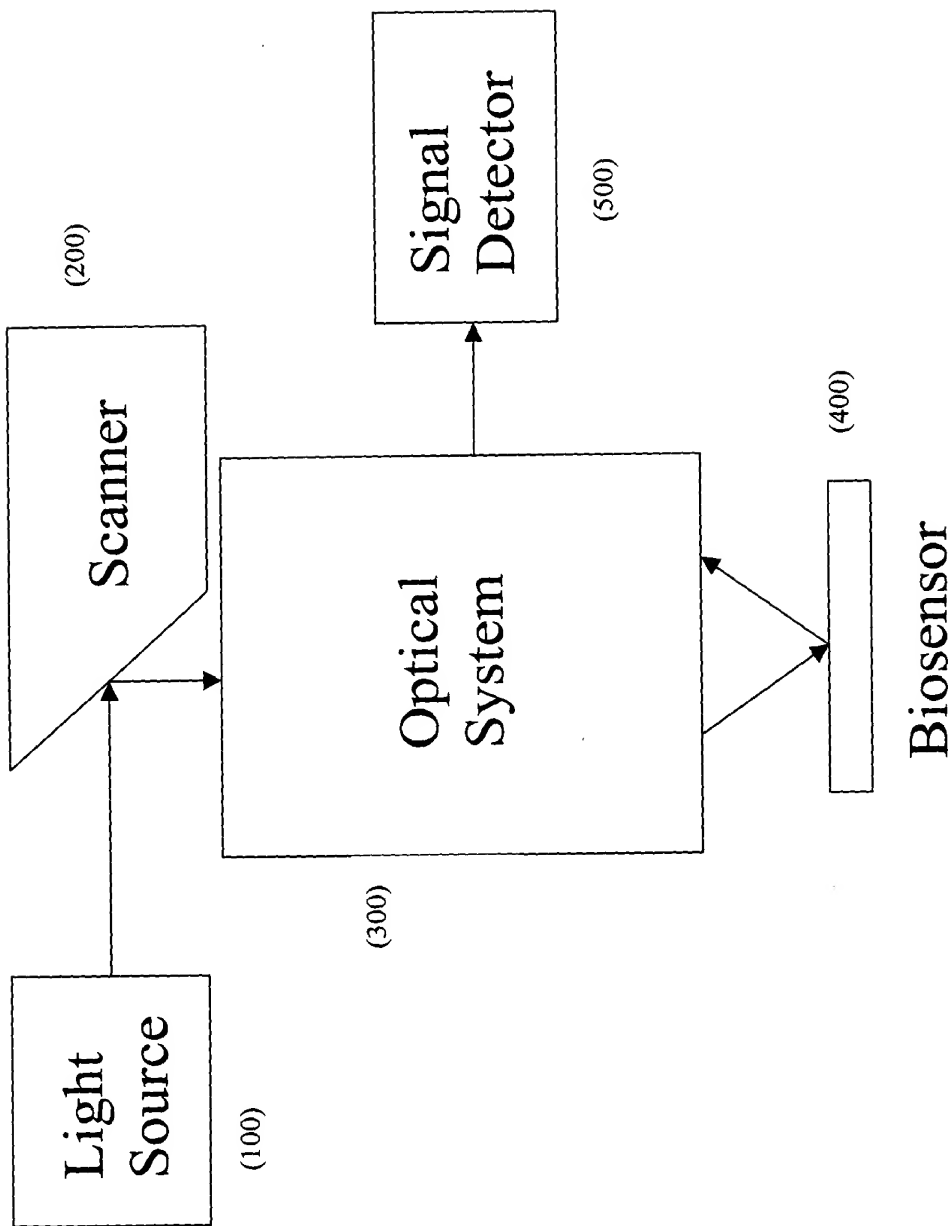 Light
Source
(100)
Scanner
(200)
Optical
System
(300)
Signal
Detector
(500)
(400)
Biosensor